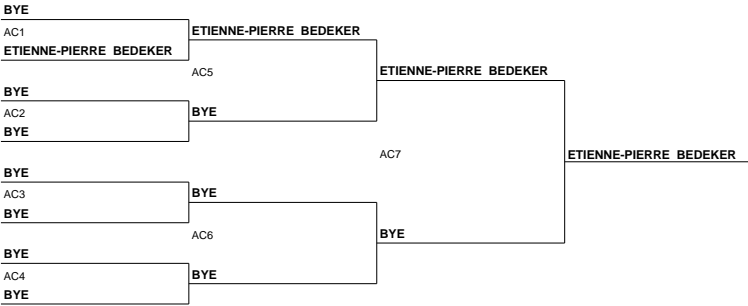 BYE
AC1
ETIENNE-PIERRE BEDEKER
ETIENNE-PIERRE BEDEKER
AC5
ETIENNE-PIERRE BEDEKER
BYE
AC2
BYE
BYE
AC7
ETIENNE-PIERRE BEDEKER
BYE
AC3
BYE
BYE
AC6
BYE
BYE
AC4
BYE
BYE